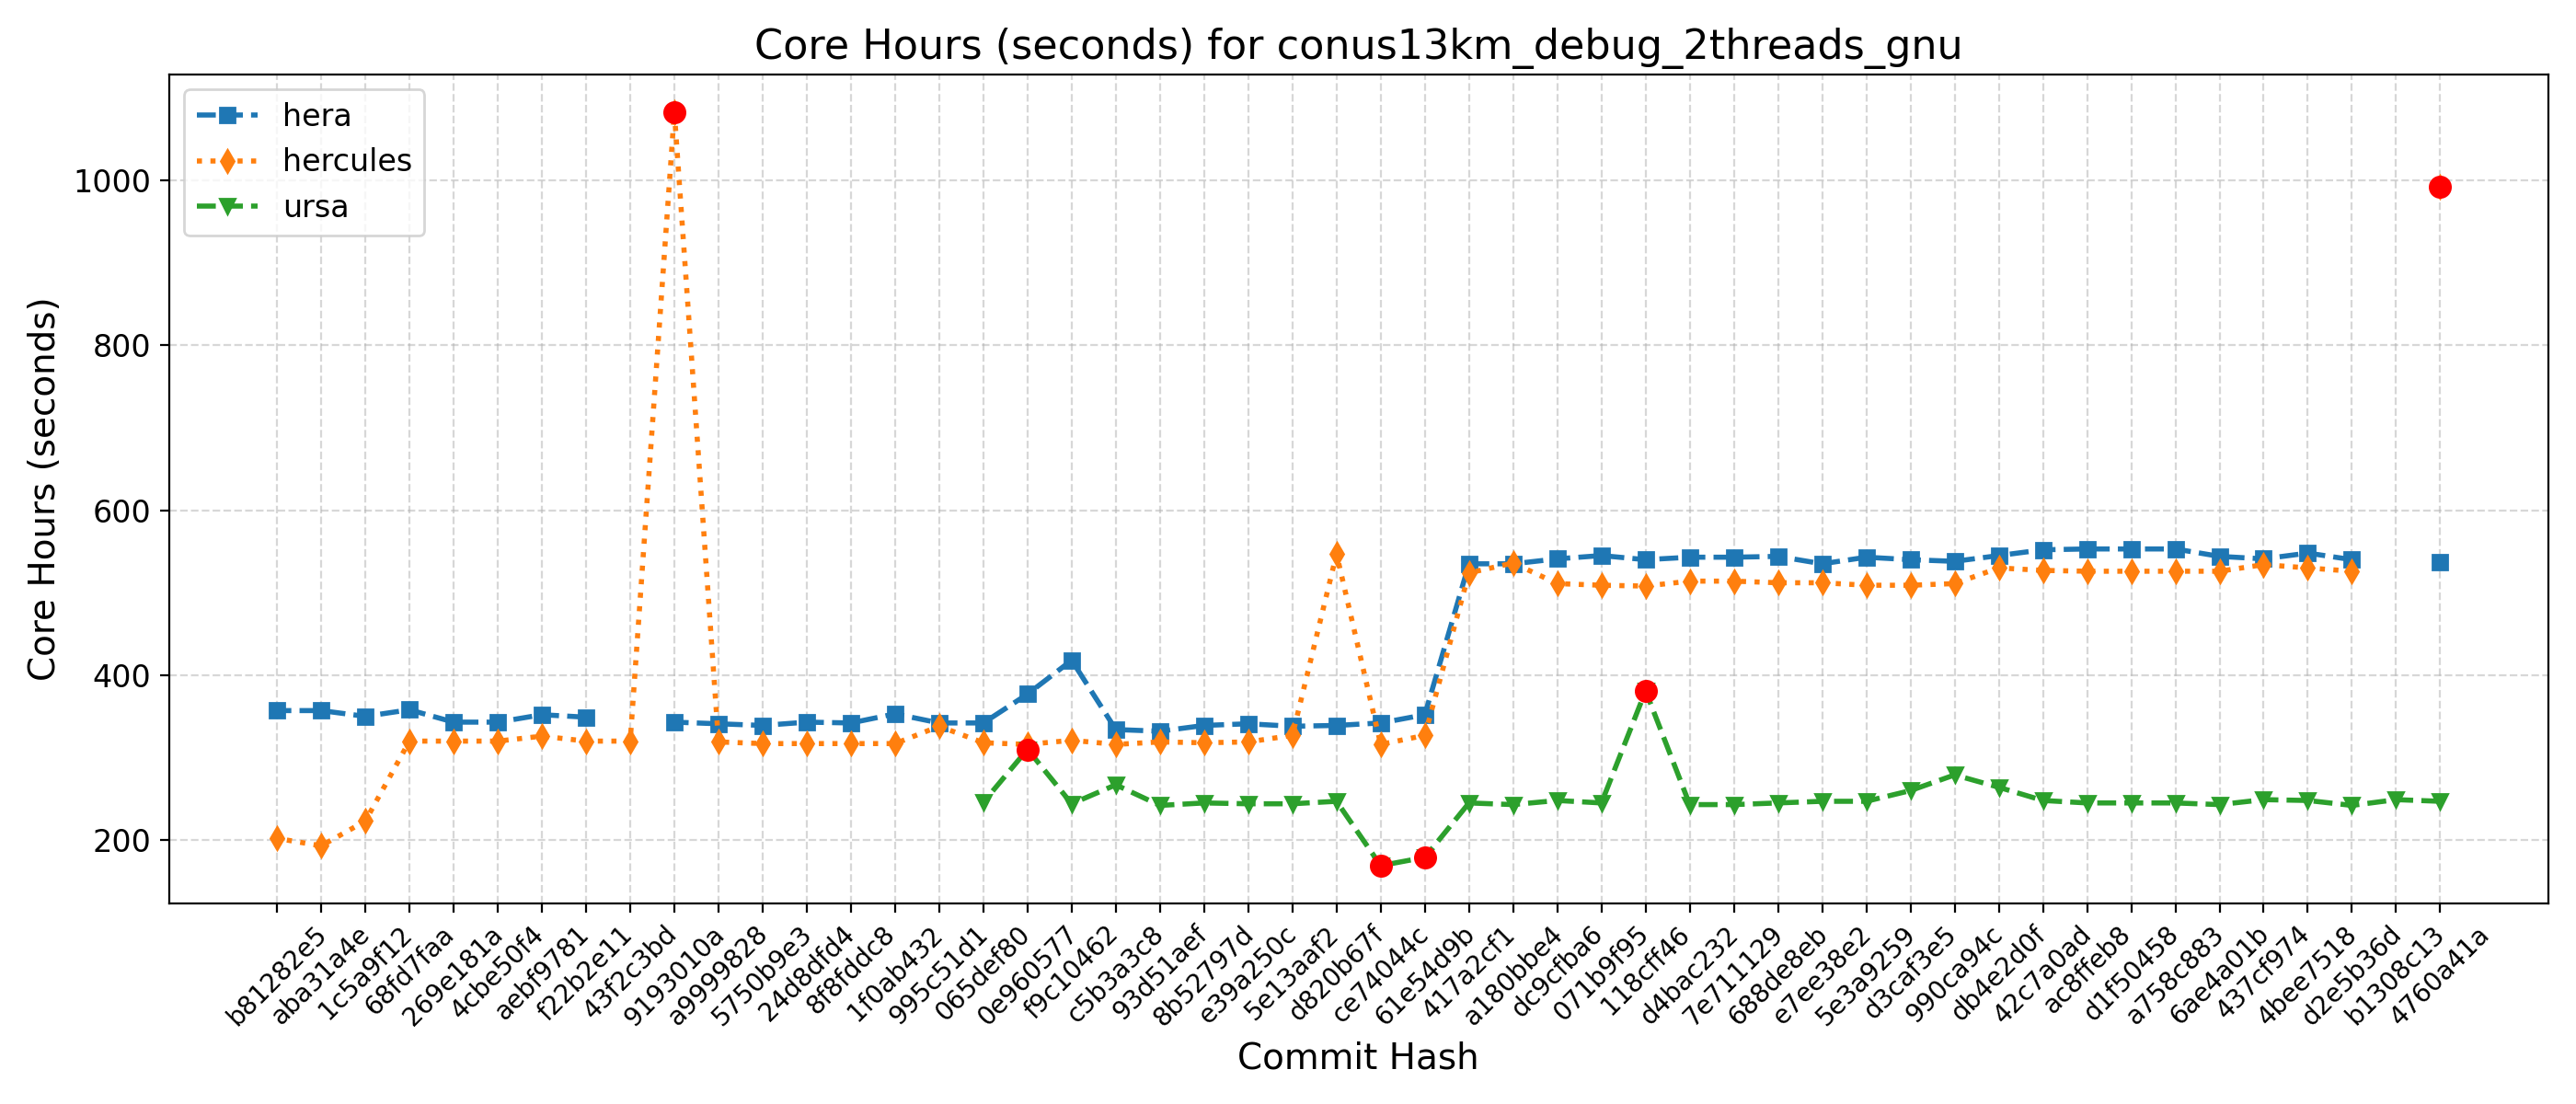 Core Hours (seconds) for conus13km_debug_2threads_gnu
hera
hercules
ursa
Core Hours (seconds)
1000
800
600
400
200
b81282e5
aba31a4e
1c5a9f12
68fd7faa
269e181a
4cbe50f4
aebf9781
f22b2e11
43f2c3bd
9193010a
a9999828
5750b9e3
24d8dfd4
8f8fddc8
1f0ab432
995c51d1
065def80
0e960577
f9c10462
c5b3a3c8
93d51aef
8b52797d
e39a250c
5e13aaf2
d820b67f
ce74044c
61e54d9b
417a2cf1
a180bbe4
dc9cfba6
071b9f95
118cff46
d4bac232
7e711129
688de8eb
e7ee38e2
5e3a9259
d3caf3e5
990ca94c
db4e2d0f
42c7a0ad
ac8ffeb8
d1f50458
a758c883
6ae4a01b
437cf974
4bee7518
d2e5b36d
b1308c13
4760a41a
Commit Hash